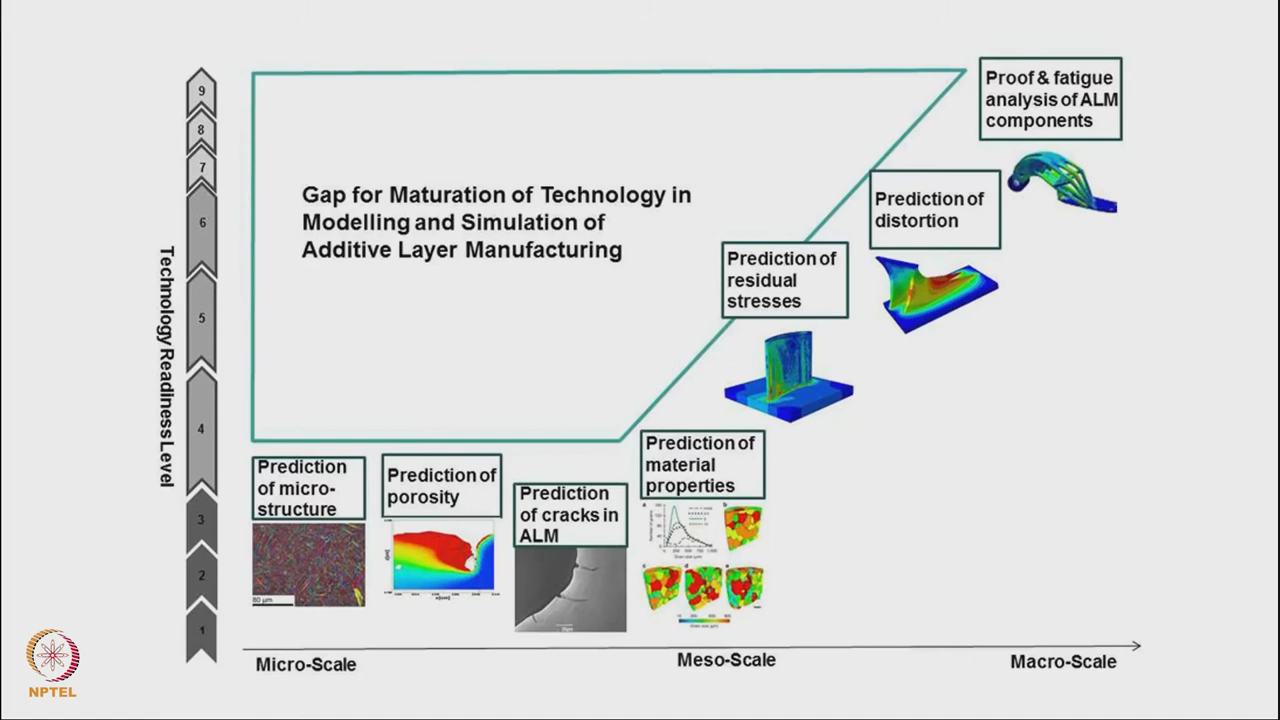 9
8
7
6
5
4
3
2
1
Technology Readiness Level
Gap for Maturation of Technology in
Modelling and Simulation of
Additive Layer Manufacturing
Proof & fatigue
analysis of ALM
components
Prediction of
distortion
Prediction of
residual
stresses
Prediction of
material
properties
Prediction
of micro-
structure
Prediction of
porosity
Prediction
of cracks in
ALM
80 µm
Micro-Scale
Meso-Scale
Macro-Scale
NPTEL